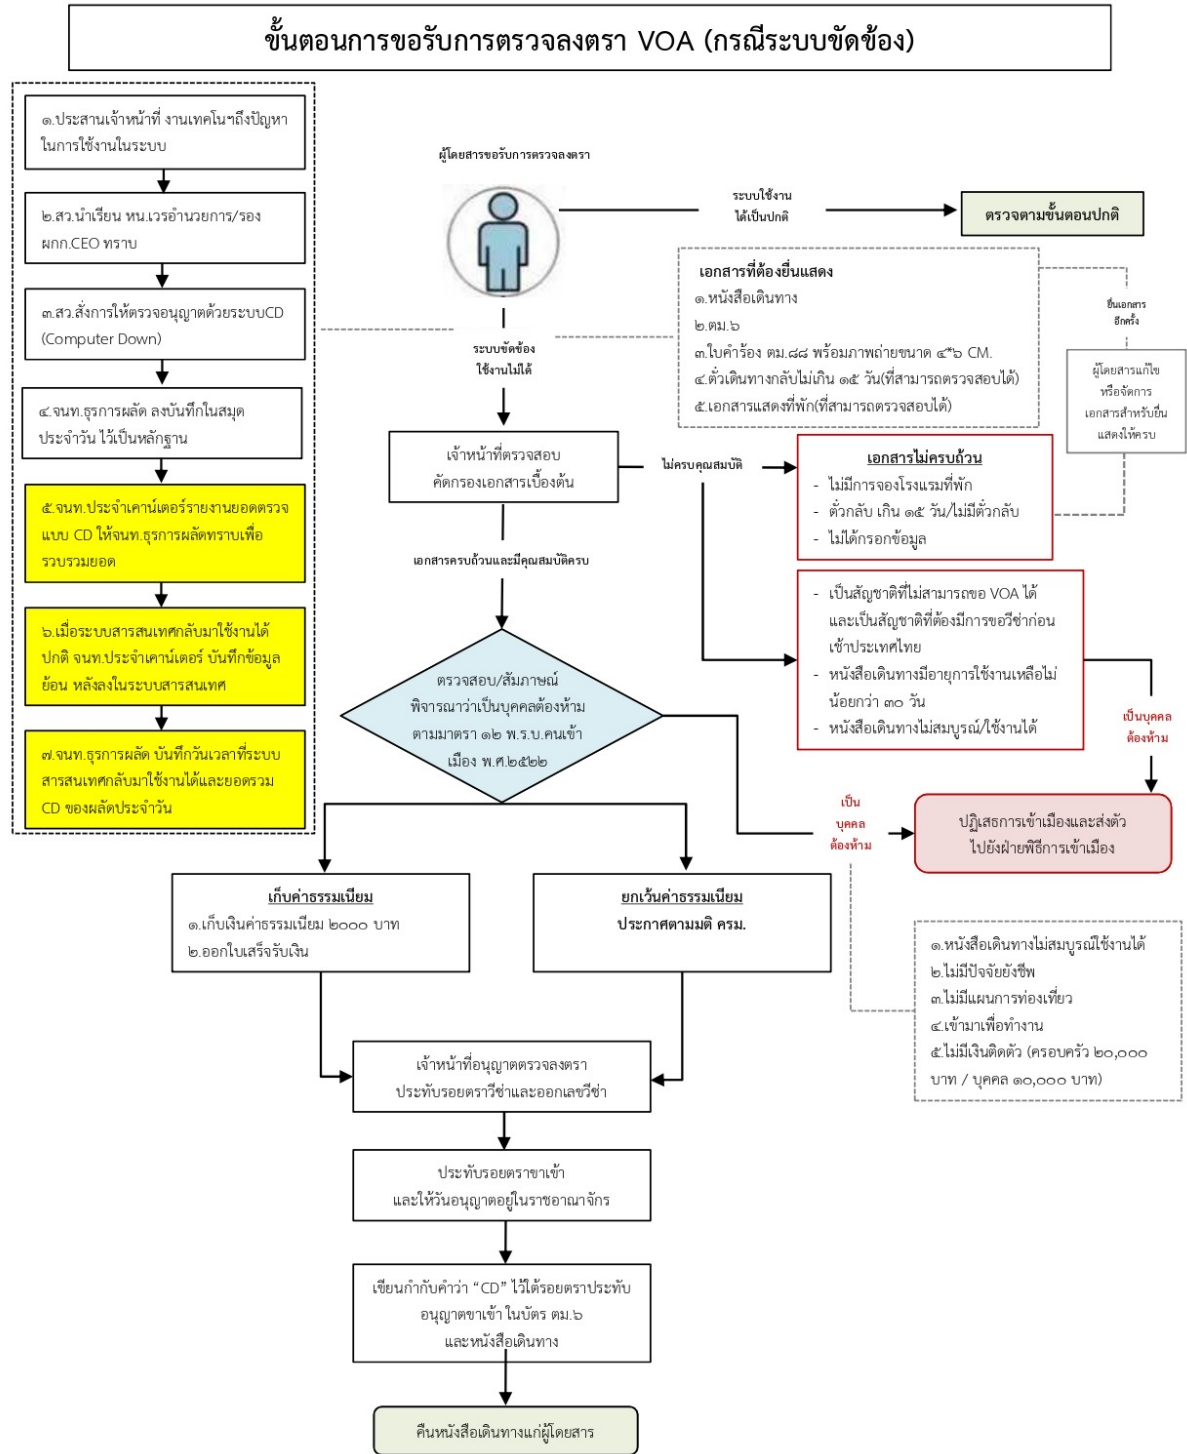 ขั้นตอนการขอรับการตรวจลงตรา VOA (กรณีระบบขัดข้อง)
๑.ประสานเจ้าหน้าที่ งานเทคโนฯถึงปัญหา
ในการใช้งานในระบบ
๒.สว.นำเรียน หน.เวรอำนวยการ/รอง
ผกก.CEO ทราบ
๓.สว.สั่งการให้ตรวจอนุญาตด้วยระบบCD
(Computer Down)
๔.จนท.ธุรการผลัด ลงบันทึกในสมุด
ประจำวัน ไว้เป็นหลักฐาน
๕.จนท.ประจำเคาน์เตอร์รายงานยอดตรวจ
แบบ CD ให้จนท.ธุรการผลัดทราบเพื่อ
รวบรวมยอด
๖.เมื่อระบบสารสนเทศกลับมาใช้งานได้
ปกติ จนท.ประจำเคาน์เตอร์ บันทึกข้อมูล
ย้อน หลังลงในระบบสารสนเทศ
๗.จนท.ธุรการผลัด บันทึกวันเวลาที่ระบบ
สารสนเทศกลับมาใช้งานได้และยอดรวม
CD ของผลัดประจำวัน
ผู้โดยสารขอรับการตรวจลงตรา
ระบบใช้งาน
ได้เป็นปกติ
ตรวจตามขั้นตอนปกติ
ระบบขัดข้อง
ใช้งานไม่ได้
เอกสารที่ต้องยื่นแสดง
๑.หนังสือเดินทาง
๒.ตม.๖
๓.ใบคำร้อง ตม.๘๘ พร้อมภาพถ่ายขนาด ๔*๖ CM.
๔.ตั๋วเดินทางกลับไม่เกิน ๑๕ วัน(ที่สามารถตรวจสอบได้)
๕.เอกสารแสดงที่พัก(ที่สามารถตรวจสอบได้)
ยื่นเอกสาร
อีกครั้ง
ผู้โดยสารแก้ไข
หรือจัดการ
เอกสารสำหรับยื่น
แสดงให้ครบ
เจ้าหน้าที่ตรวจสอบ
คัดกรองเอกสารเบื้องต้น
ไม่ครบคุณสมบัติ
เอกสารไม่ครบถ้วน
- ไม่มีการจองโรงแรมที่พัก
- ตั๋วกลับ เกิน ๑๕ วัน/ไม่มีตั๋วกลับ
- ไม่ได้กรอกข้อมูล
เอกสารครบถ้วนและมีคุณสมบัติครบ
- เป็นสัญชาติที่ไม่สามารถขอ VOA ได้
และเป็นสัญชาติที่ต้องมีการขอวีซ่าก่อน
เข้าประเทศไทย
- หนังสือเดินทางมีอายุการใช้งานเหลือไม่
น้อยกว่า ๓๐ วัน
- หนังสือเดินทางไม่สมบูรณ์/ใช้งานได้
เป็นบุคคล
ต้องห้าม
ตรวจสอบ/สัมภาษณ์
พิจารณาว่าเป็นบุคคลต้องห้าม
ตามมาตรา ๑๒ พ.ร.บ.คนเข้า
เมือง พ.ศ.๒๕๒๒
เป็น
บุคคล
ต้องห้าม
ปฏิเสธการเข้าเมืองและส่งตัว
ไปยังฝ่ายพิธีการเข้าเมือง
เก็บค่าธรรมเนียม
๑.เก็บเงินค่าธรรมเนียม ๒๐๐๐ บาท
๒.ออกใบเสร็จรับเงิน
ยกเว้นค่าธรรมเนียม
ประกาศตามมติ ครม.
๑.หนังสือเดินทางไม่สมบูรณ์ใช้งานได้
๒.ไม่มีปัจจัยยังชีพ
๓.ไม่มีแผนการท่องเที่ยว
๔.เข้ามาเพื่อทำงาน
๕.ไม่มีเงินติดตัว (ครอบครัว ๒๐,๐๐๐
บาท / บุคคล ๑๐,๐๐๐ บาท)
เจ้าหน้าที่อนุญาตตรวจลงตรา
ประทับรอยตราวีซ่าและออกเลขวีซ่า
ประทับรอยตราขาเข้า
และให้วันอนุญาตอยู่ในราชอาณาจักร
เขียนกำกับคำว่า “CD” ไว้ใต้รอยตราประทับ
อนุญาตขาเข้า ในบัตร ตม.๖
และหนังสือเดินทาง
คืนหนังสือเดินทางแก่ผู้โดยสาร